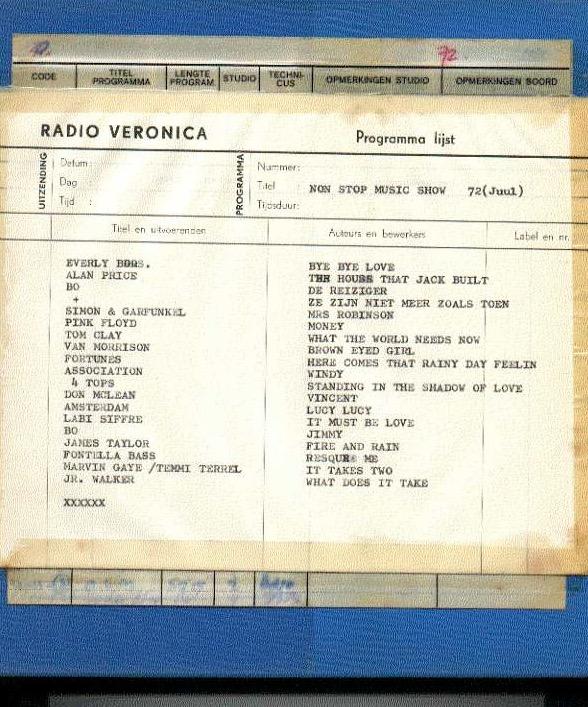 72
CODE TITEL PROGRAMMA LENGTE PROGRAM. STUDIO TECHNI-CUS OPMERKINGEN STUDIO OPMERKINGEN BOORD
RADIO VERONICA Programma lijst
UITZENDING Datum : PROGRAMMA Nummer:
Dag : Titel : NON STOP MUSIC SHOW 72(Juul)
Tijd : Tijdsduur:
Titel en uitvoerenden Auteurs en bewerkers Label en nr.
EVERLY BROS. BYE BYE LOVE
ALAN PRICE THE HOUSE THAT JACK BUILT
BO DE REIZIGER
+ ZE ZIJN NIET MEER ZOALS TOEN
SIMON & GARFUNKEL MRS ROBINSON
PINK FLOYD MONEY
TOM CLAY WHAT THE WORLD NEEDS NOW
VAN MORRISON BROWN EYED GIRL
FORTUNES HERE COMES THAT RAINY DAY FEELIN
ASSOCIATION WINDY
4 TOPS STANDING IN THE SHADOW OF LOVE
DON MCLEAN VINCENT
AMSTERDAM LUCY LUCY
LABI SIFFRE IT MUST BE LOVE
BO JIMMY
JAMES TAYLOR FIRE AND RAIN
FONTELLA BASS RESQUE ME
MARVIN GAYE /TEMMI TERREL IT TAKES TWO
JR. WALKER WHAT DOES IT TAKE
XXXXXX